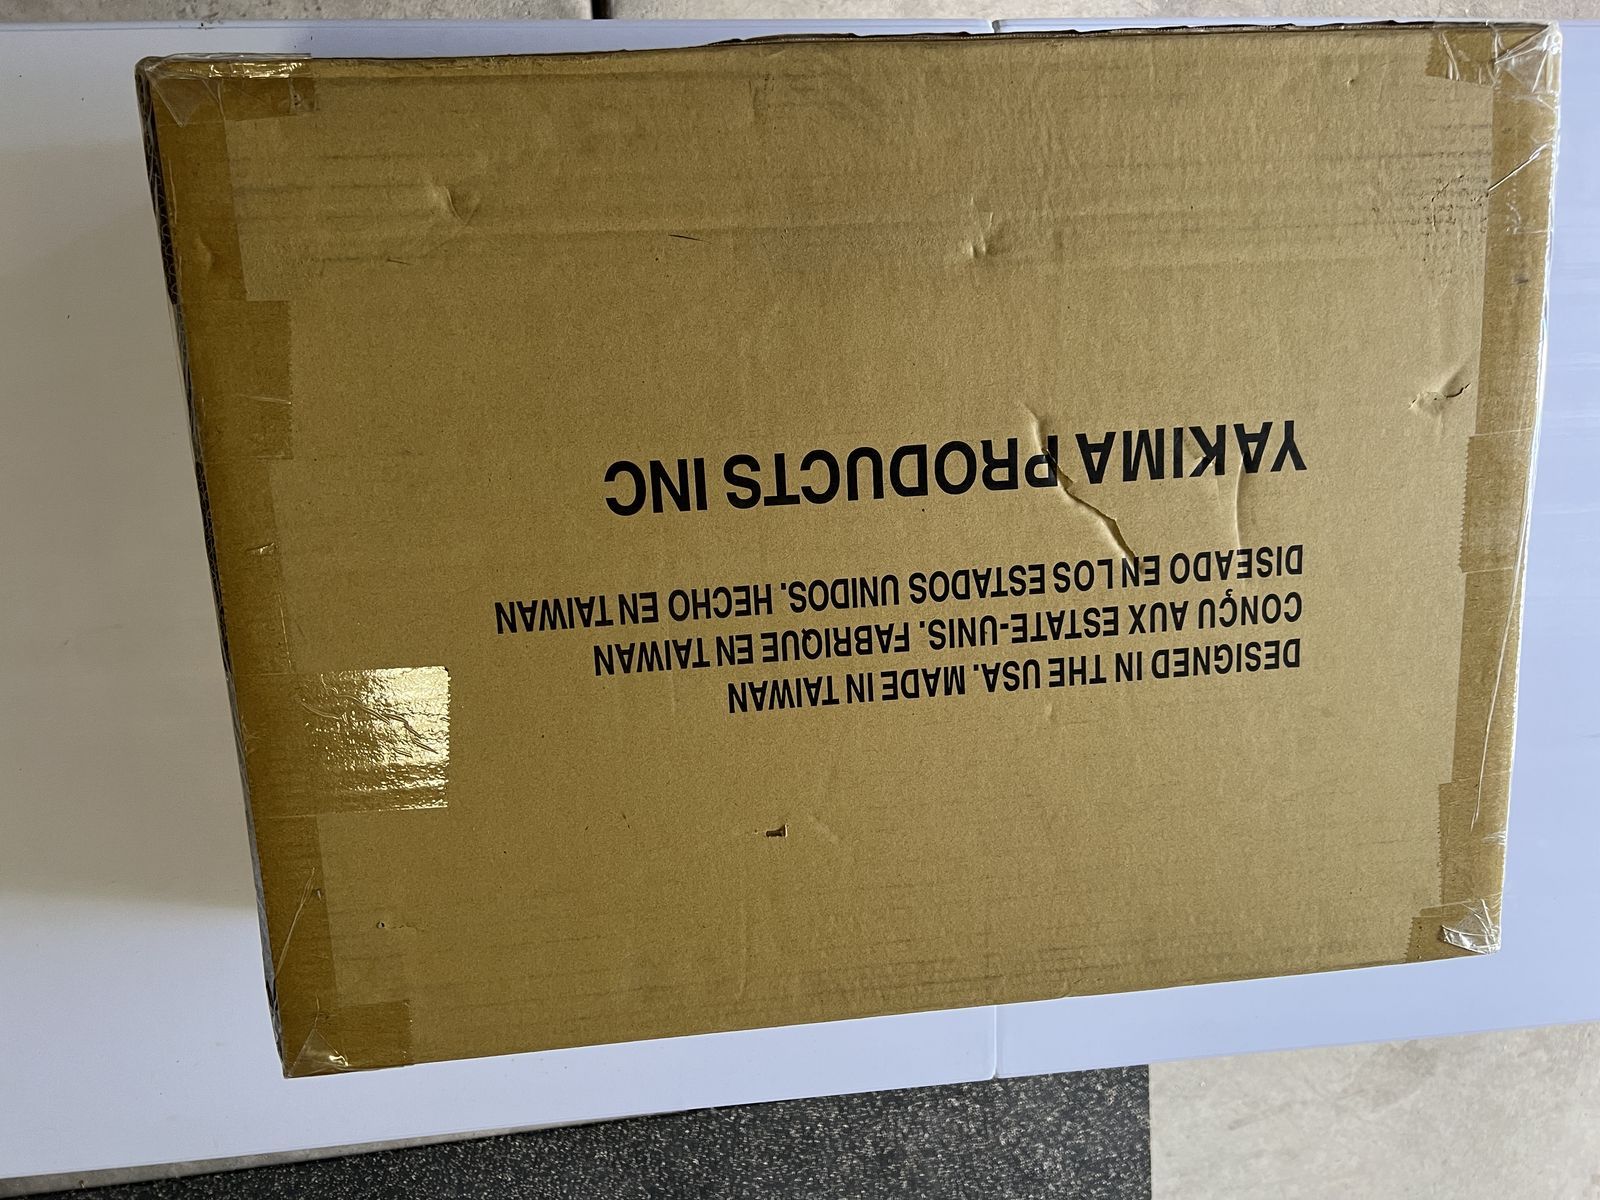 YAKIMA PRODUCTS INC
DESIGNED IN THE USA. MADE IN TAIWAN
CONÇU AUX ESTATE-UNIS. FABRIQUE EN TAIWAN
DISEADO EN LOS ESTADOS UNIDOS. HECHO EN TAIWAN